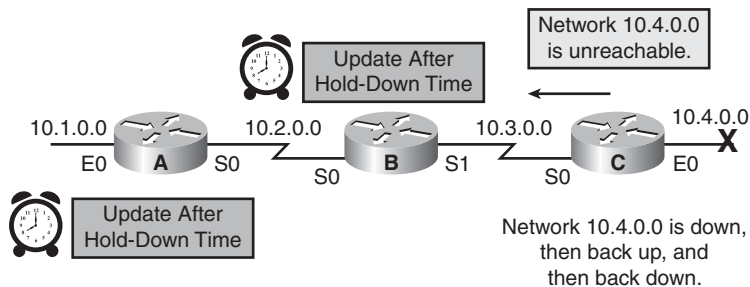 Network 10.4.0.0
is unreachable.
Update After
Hold-Down Time
10.1.0.0
10.2.0.0
10.3.0.0
10.4.0.0
X
E0
A
S0
S0
B
S1
S0
C
E0
Update After
Hold-Down Time
Network 10.4.0.0 is down,
then back up, and
then back down.